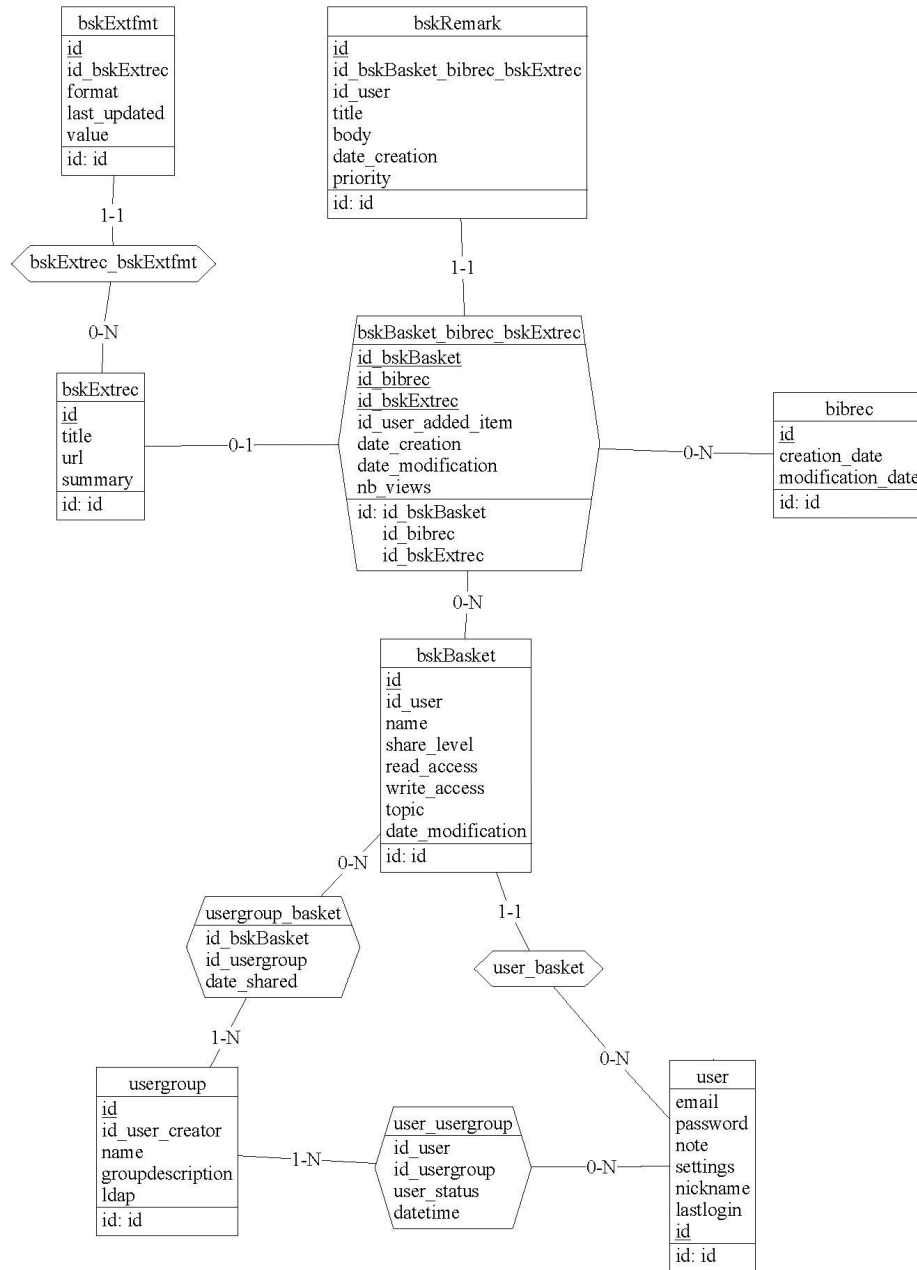 bskExtfmt
id
id_bskExtrec
format
last_updated
value
id: id
bskRemark
id
id_bskBasket_bibrec_bskExtrec
id_user
title
body
date_creation
priority
id: id
1-1
bskExtrec_bskExtfmt
1-1
0-N
bskExtrec
id
title
url
summary
id: id
0-1
bskBasket_bibrec_bskExtrec
id_bskBasket
id_bibrec
id_bskExtrec
id_user_added_item
date_creation
date_modification
nb_views
id: id_bskBasket
id_bibrec
id_bskExtrec
0-N
bibrec
id
creation_date
modification_date
id: id
0-N
bskBasket
id
id_user
name
share_level
read_access
write_access
topic
date_modification
id: id
0-N
usergroup_basket
id_bskBasket
id_usergroup
date_shared
1-1
user_basket
1-N
0-N
usergroup
id
id_user_creator
name
groupdescription
ldap
id: id
1-N
user_usergroup
id_user
id_usergroup
user_status
datetime
0-N
user
email
password
note
settings
nickname
lastlogin
id
id: id